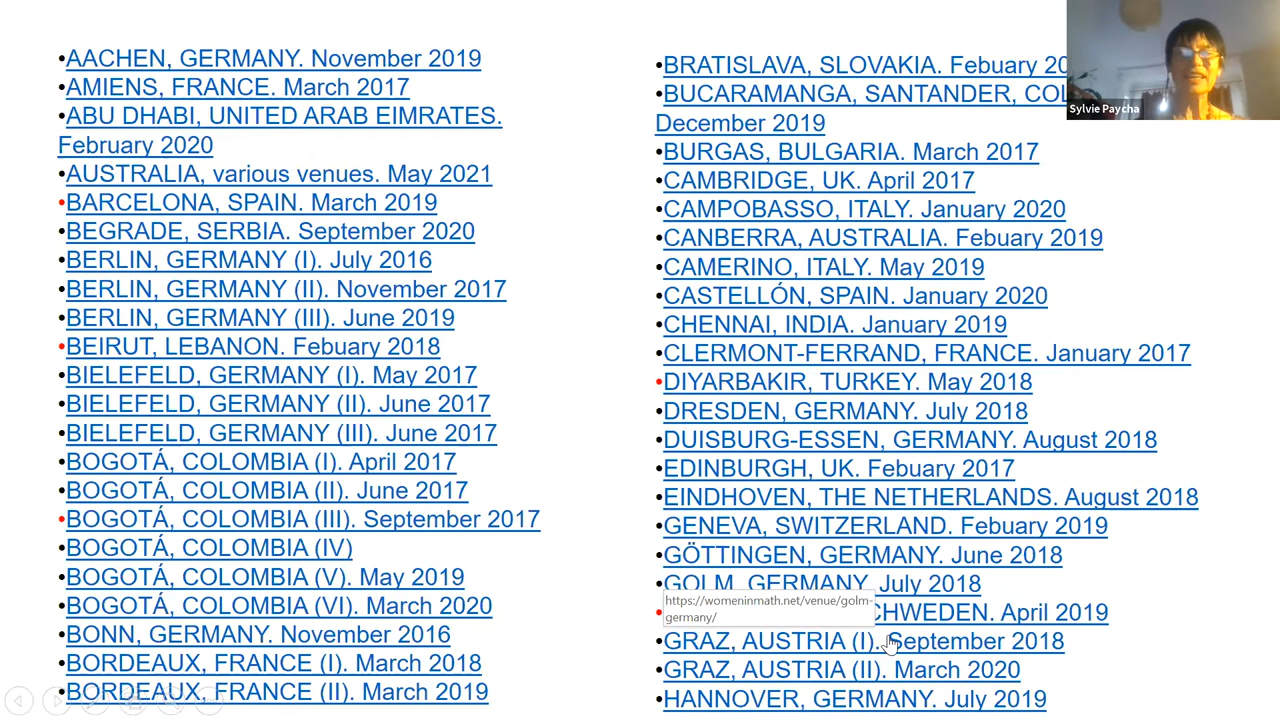 •AACHEN, GERMANY. November 2019
•AMIENS, FRANCE. March 2017
•ABU DHABI, UNITED ARAB EIMRATES.
February 2020
•AUSTRALIA, various venues. May 2021
•BARCELONA, SPAIN. March 2019
•BEGRADE, SERBIA. September 2020
•BERLIN, GERMANY (I). July 2016
•BERLIN, GERMANY (II). November 2017
•BERLIN, GERMANY (III). June 2019
•BEIRUT, LEBANON. Febuary 2018
•BIELEFELD, GERMANY (I). May 2017
•BIELEFELD, GERMANY (II). June 2017
•BIELEFELD, GERMANY (III). June 2017
•BOGOTÁ, COLOMBIA (I). April 2017
•BOGOTÁ, COLOMBIA (II). June 2017
•BOGOTÁ, COLOMBIA (III). September 2017
•BOGOTÁ, COLOMBIA (IV)
•BOGOTÁ, COLOMBIA (V). May 2019
•BOGOTÁ, COLOMBIA (VI). March 2020
•BONN, GERMANY. November 2016
•BORDEAUX, FRANCE (I). March 2018
•BORDEAUX, FRANCE (II). March 2019
•BRATISLAVA, SLOVAKIA. Febuary
•BUCARAMANGA, SANTANDER,
December 2019
•BURGAS, BULGARIA. March 2017
•CAMBRIDGE, UK. April 2017
•CAMPOBASSO, ITALY. January 2020
•CANBERRA, AUSTRALIA. Febuary 2019
•CAMERINO, ITALY. May 2019
•CASTELLÓN, SPAIN. January 2020
•CHENNAI, INDIA. January 2019
•CLERMONT-FERRAND, FRANCE. January 2017
•DIYARBAKIR, TURKEY. May 2018
•DRESDEN, GERMANY. July 2018
•DUISBURG-ESSEN, GERMANY. August 2018
•EDINBURGH, UK. Febuary 2017
•EINDHOVEN, THE NETHERLANDS. August 2018
•GENEVA, SWITZERLAND. Febuary 2019
•GÖTTINGEN, GERMANY. June 2018
•GOLM, GERMANY. July 2018
https://womeninmath.net/venue/golm-
germany/
CHWEDEN. April 2019
•GRAZ, AUSTRIA (I). September 2018
•GRAZ, AUSTRIA (II). March 2020
•HANNOVER, GERMANY. July 2019
Sylvie Paycha